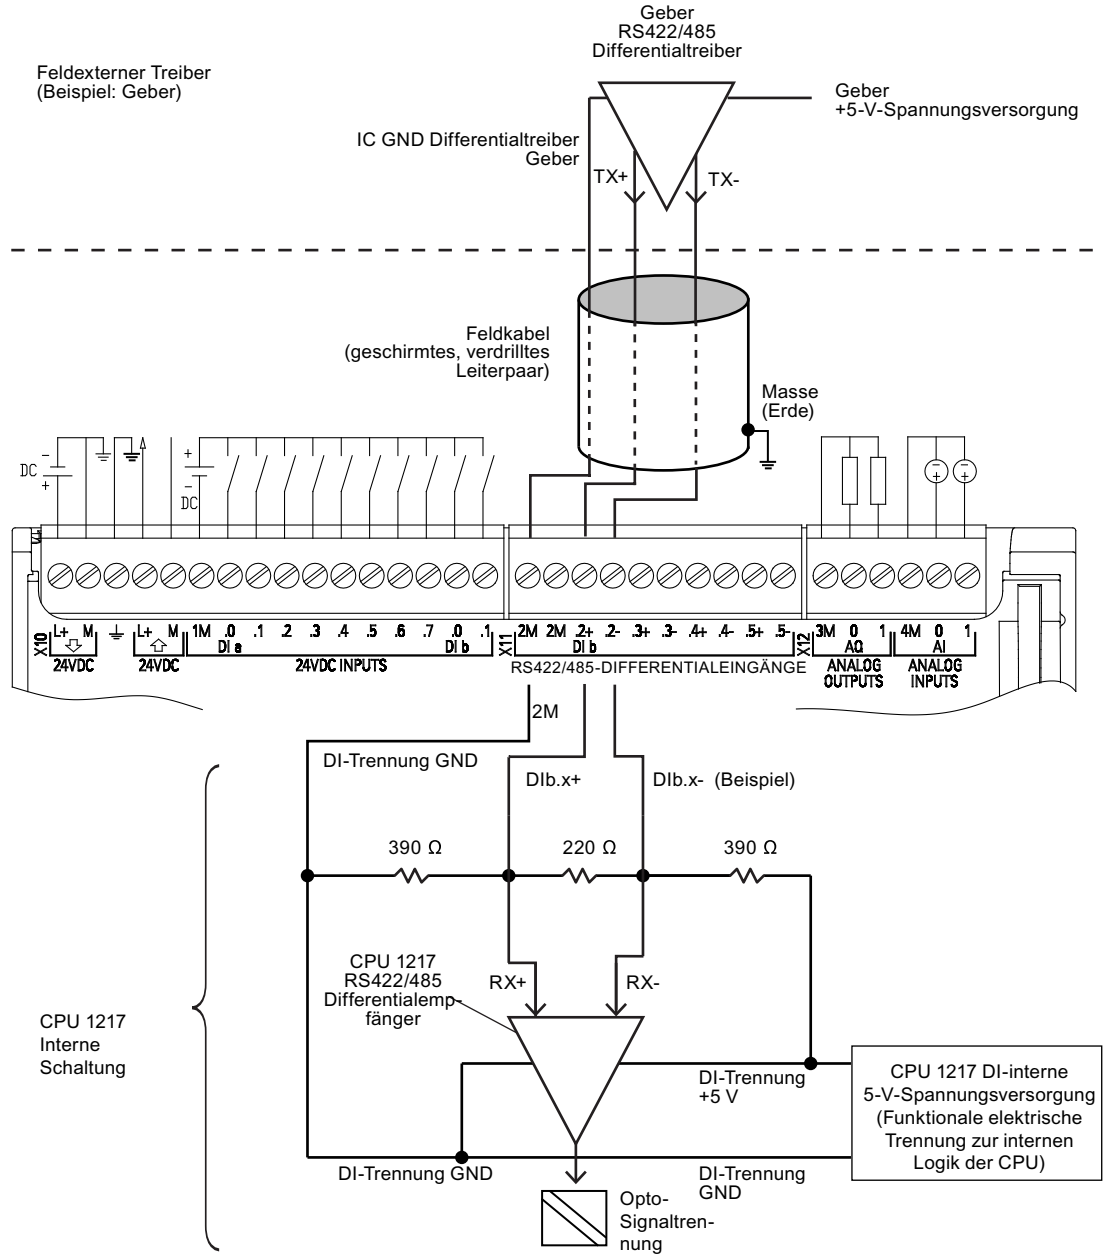 Geber
RS422/485
Differentialtreiber
Feldexterner Treiber
(Beispiel: Geber)
Geber
+5-V-Spannungsversorgung
IC GND Differentialtreiber
Geber
TX+
TX-
Feldkabel
(geschirmtes, verdrilltes
Leiterpaar)
Masse
(Erde)
DC
- 
+
+
-
DC
X10 L+ M L+ M 1M .0 .1 .2 .3 .4 .5 .6 .7 .0 .1
24VDC 24VDC DI a DI b
24VDC INPUTS
X11 2M 2M .2+ .2- .3+ .3- .4+ .4- .5+ .5-
DI b
RS422/485-DIFFERENTIALEINGÄNGE
X12 3M 0 1 4M 0 1
AQ AI
ANALOG
OUTPUTS
ANALOG
INPUTS
2M
DI-Trennung GND
DIb.x+
DIb.x- (Beispiel)
390 Ω
220 Ω
390 Ω
CPU 1217
RS422/485
Differentialemp-
fänger
RX+
RX-
CPU 1217
Interne
Schaltung
DI-Trennung
+5 V
CPU 1217 DI-interne
5-V-Spannungsversorgung
(Funktionale elektrische
Trennung zur internen
Logik der CPU)
DI-Trennung GND
DI-Trennung
GND
Opto-
Signaltren-
nung